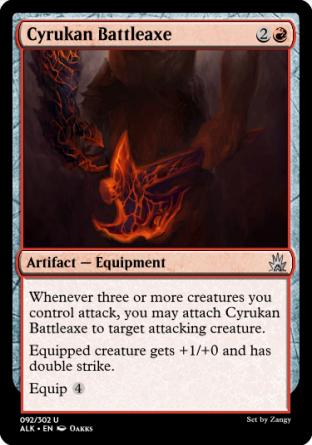 Cyrukan Battleaxe 2
Artifact — Equipment
Whenever three or more creatures you
control attack, you may attach Cyrukan
Battleaxe to target attacking creature.
Equipped creature gets +1/+0 and has
double strike.
Equip 4
092/302 U
Set by Zangy
ALK • EN Oakks